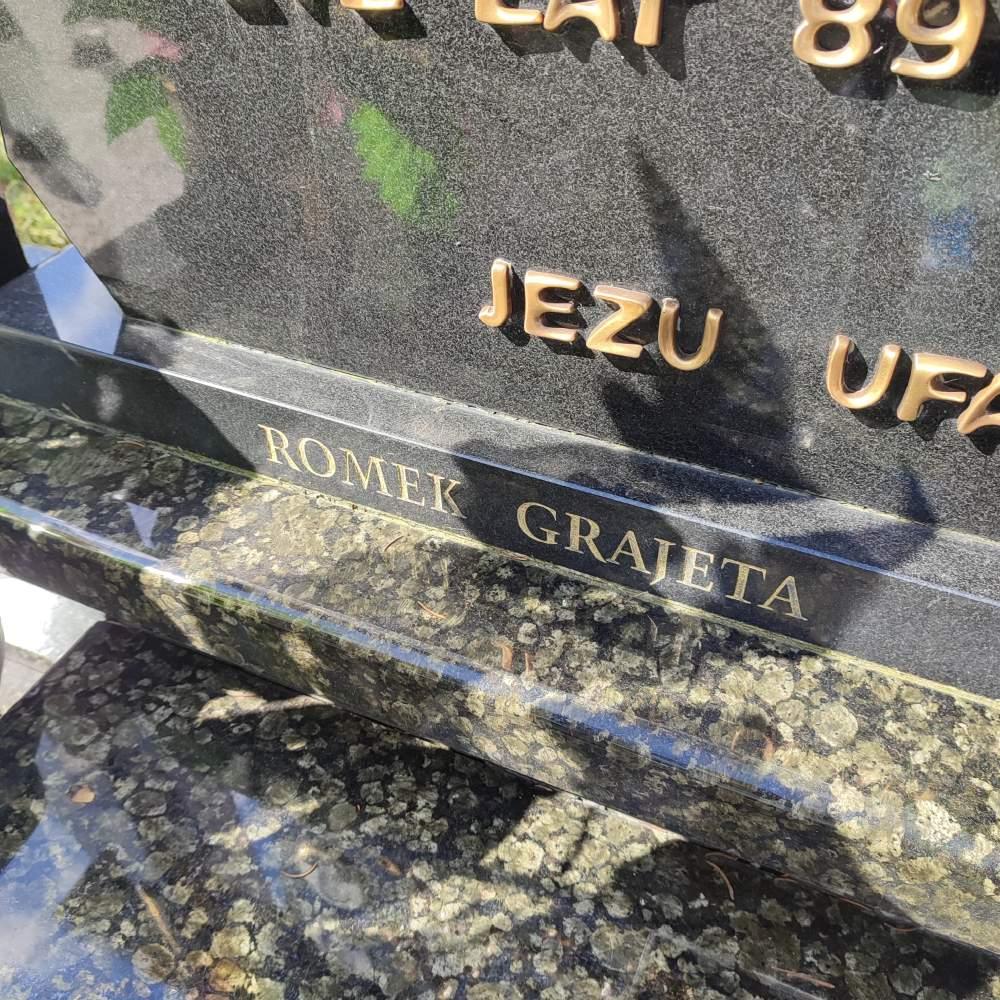 LAT 89
JEZU UFA
ROMEK GRAJETA